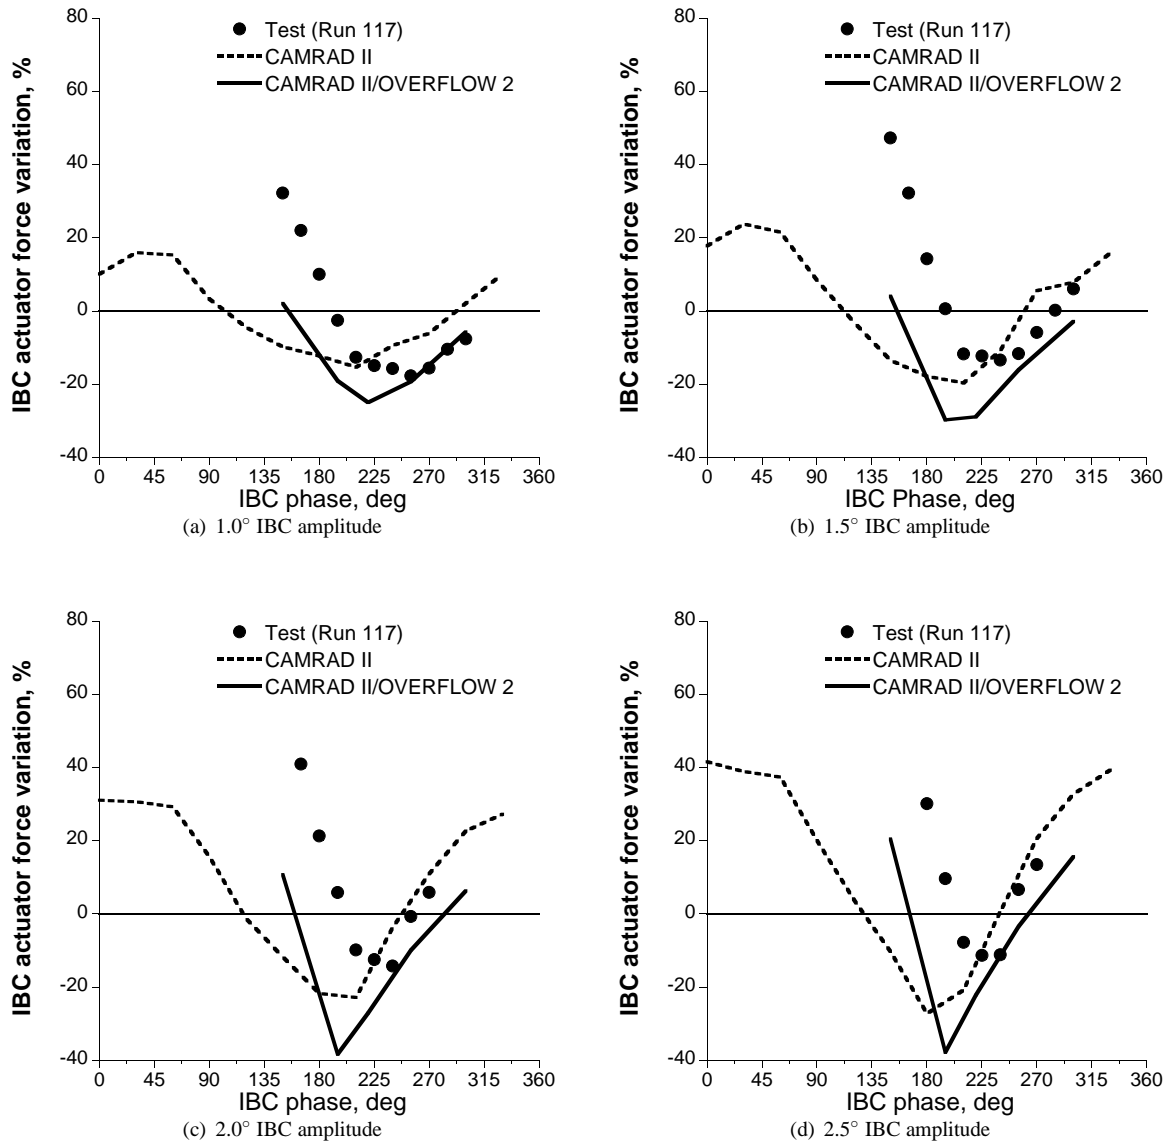 80
60
40
20
0
-20
-40
IBC actuator force variation, %
Test (Run 117)
CAMRAD II
CAMRAD II/OVERFLOW 2
0 45 90 135 180 225 270 315 360
IBC phase, deg
(a) 1.0° IBC amplitude
80
60
40
20
0
-20
-40
IBC actuator force variation, %
Test (Run 117)
CAMRAD II
CAMRAD II/OVERFLOW 2
0 45 90 135 180 225 270 315 360
IBC Phase, deg
(b) 1.5° IBC amplitude
80
60
40
20
0
-20
-40
IBC actuator force variation, %
Test (Run 117)
CAMRAD II
CAMRAD II/OVERFLOW 2
0 45 90 135 180 225 270 315 360
IBC phase, deg
(c) 2.0° IBC amplitude
80
60
40
20
0
-20
-40
IBC actuator force variation, %
Test (Run 117)
CAMRAD II
CAMRAD II/OVERFLOW 2
0 45 90 135 180 225 270 315 360
IBC phase, deg
(d) 2.5° IBC amplitude